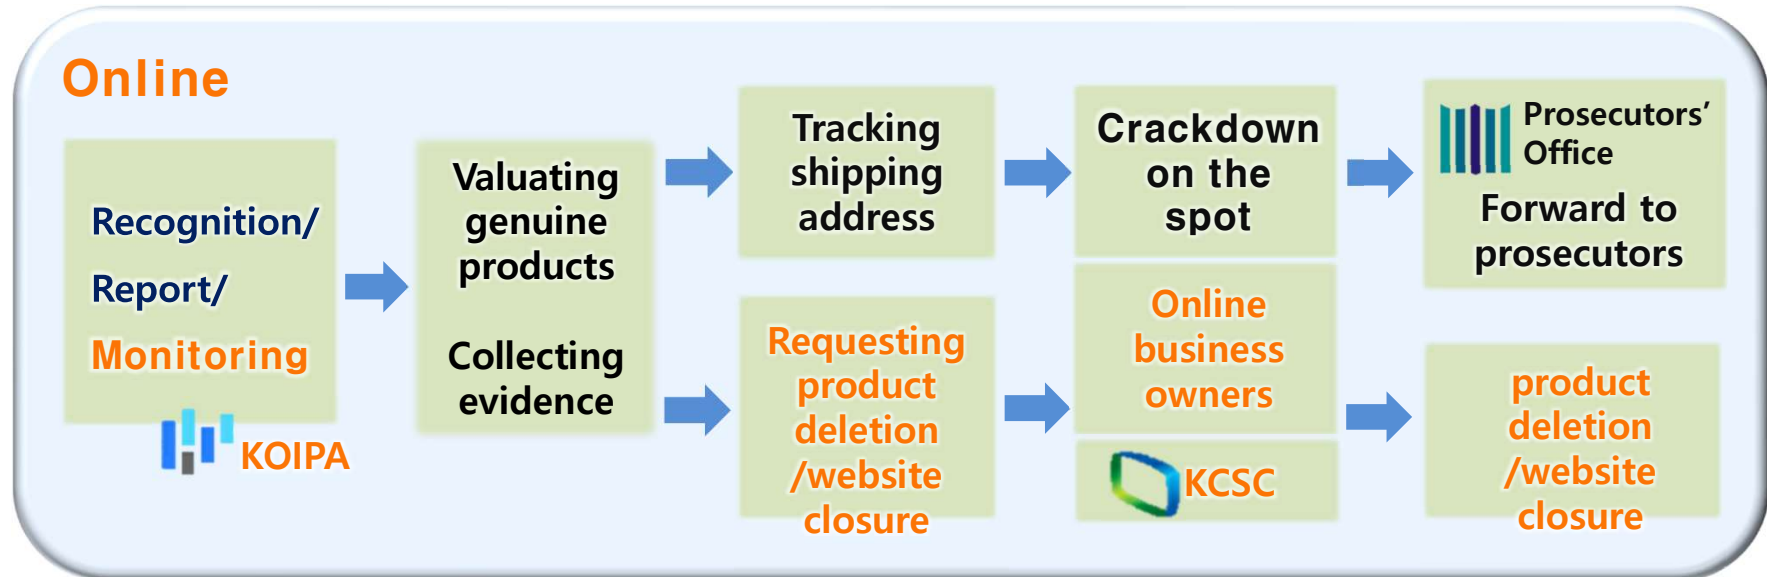 Online
Recognition/
Report/
Monitoring
KOIPA
Valuating
genuine
products
Collecting
evidence
Tracking
shipping
address
Crackdown
on the
spot
Prosecutors’
Office
Forward to
prosecutors
Requesting
product
deletion
/website
closure
Online
business
owners
KCSC
product
deletion
/website
closure